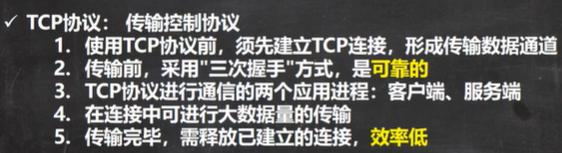 ✓ TCP协议： 传输控制协议
1. 使用TCP协议前，须先建立TCP连接，形成传输数据通道
2. 传输前，采用"三次握手"方式，是可靠的
3. TCP协议进行通信的两个应用进程：客户端、服务端
4. 在连接中可进行大数据量的传输
5. 传输完毕，需释放已建立的连接，效率低